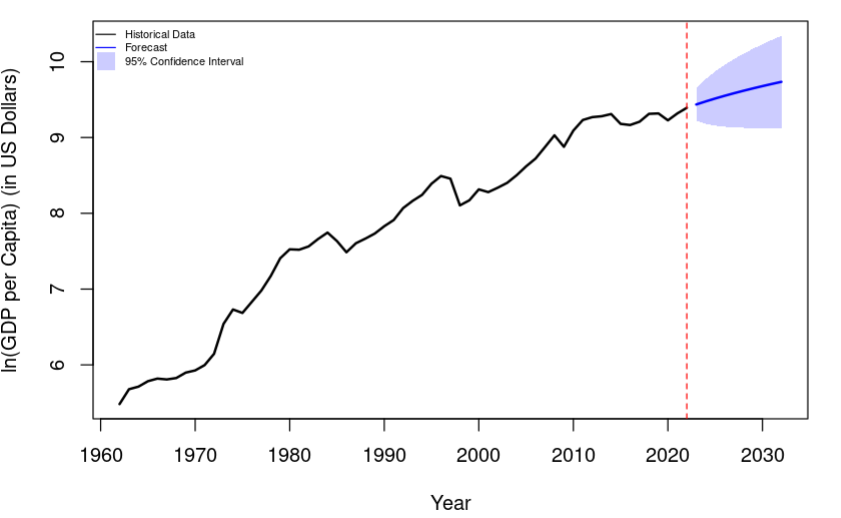 Historical Data
Forecast
95% Confidence Interval
ln(GDP per Capita) (in US Dollars)
10
9
8
7
6
1960 1970 1980 1990 2000 2010 2020 2030
Year